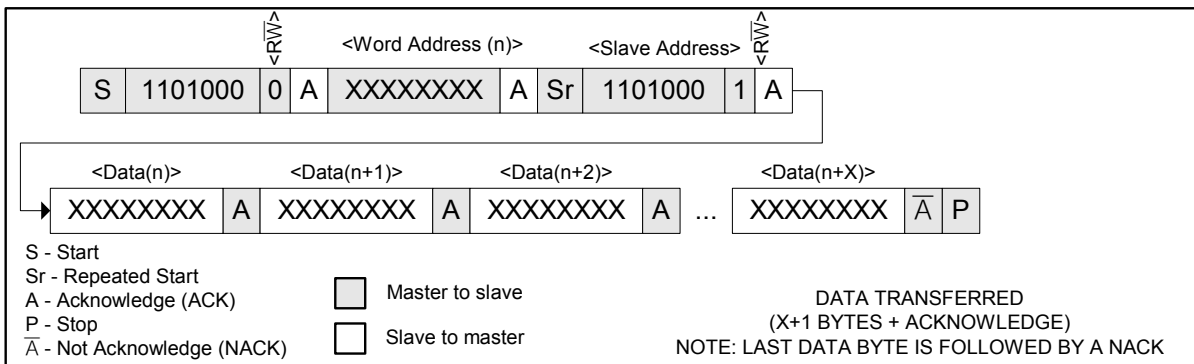 <RW̅>
<RW̅>
<Word Address (n)> <Slave Address>
S 1101000 0 A XXXXXXXX A Sr 1101000 1 A
<Data(n)> <Data(n+1)> <Data(n+2)> <Data(n+X)>
XXXXXXXX A XXXXXXXX A XXXXXXXX A ... XXXXXXXX A̅ P
S - Start
Sr - Repeated Start
A - Acknowledge (ACK)
P - Stop
A̅ - Not Acknowledge (NACK)
Master to slave
Slave to master
DATA TRANSFERRED
(X+1 BYTES + ACKNOWLEDGE)
NOTE: LAST DATA BYTE IS FOLLOWED BY A NACK